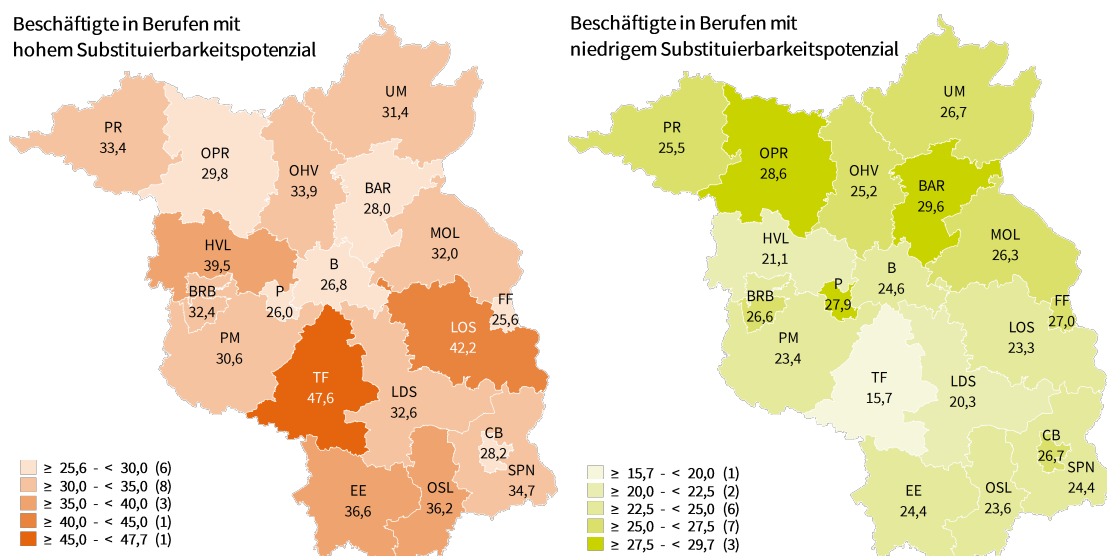 Beschäftigte in Berufen mit
hohem Substituierbarkeitspotenzial
UM
31,4
PR
33,4
OPR
29,8
OHV
33,9
BAR
28,0
MOL
32,0
HVL
39,5
B
26,8
BRB
32,4
P
26,0
FF
25,6
LOS
42,2
PM
30,6
TF
47,6
LDS
32,6
CB
28,2
SPN
34,7
EE
36,6
OSL
36,2
≥ 25,6 - < 30,0 (6)
≥ 30,0 - < 35,0 (8)
≥ 35,0 - < 40,0 (3)
≥ 40,0 - < 45,0 (1)
≥ 45,0 - < 47,7 (1)
Beschäftigte in Berufen mit
niedrigem Substituierbarkeitspotenzial
UM
26,7
PR
25,5
OPR
28,6
OHV
25,2
BAR
29,6
MOL
26,3
HVL
21,1
B
24,6
BRB
26,6
P
27,9
FF
27,0
LOS
23,3
PM
23,4
TF
15,7
LDS
20,3
CB
26,7
SPN
24,4
EE
24,4
OSL
23,6
≥ 15,7 - < 20,0 (1)
≥ 20,0 - < 22,5 (2)
≥ 22,5 - < 25,0 (6)
≥ 25,0 - < 27,5 (7)
≥ 27,5 - < 29,7 (3)